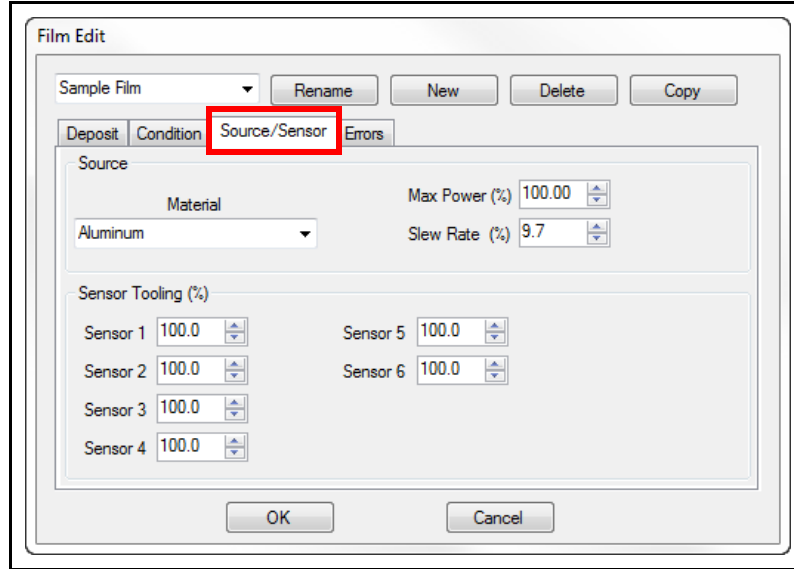 Film Edit
Sample Film Rename New Delete Copy
Deposit Condition Source/Sensor Errors
Source
Material
Aluminum
Max Power (%) 100.00
Slew Rate (%) 9.7
Sensor Tooling (%)
Sensor 1 100.0
Sensor 2 100.0
Sensor 3 100.0
Sensor 4 100.0
Sensor 5 100.0
Sensor 6 100.0
OK Cancel